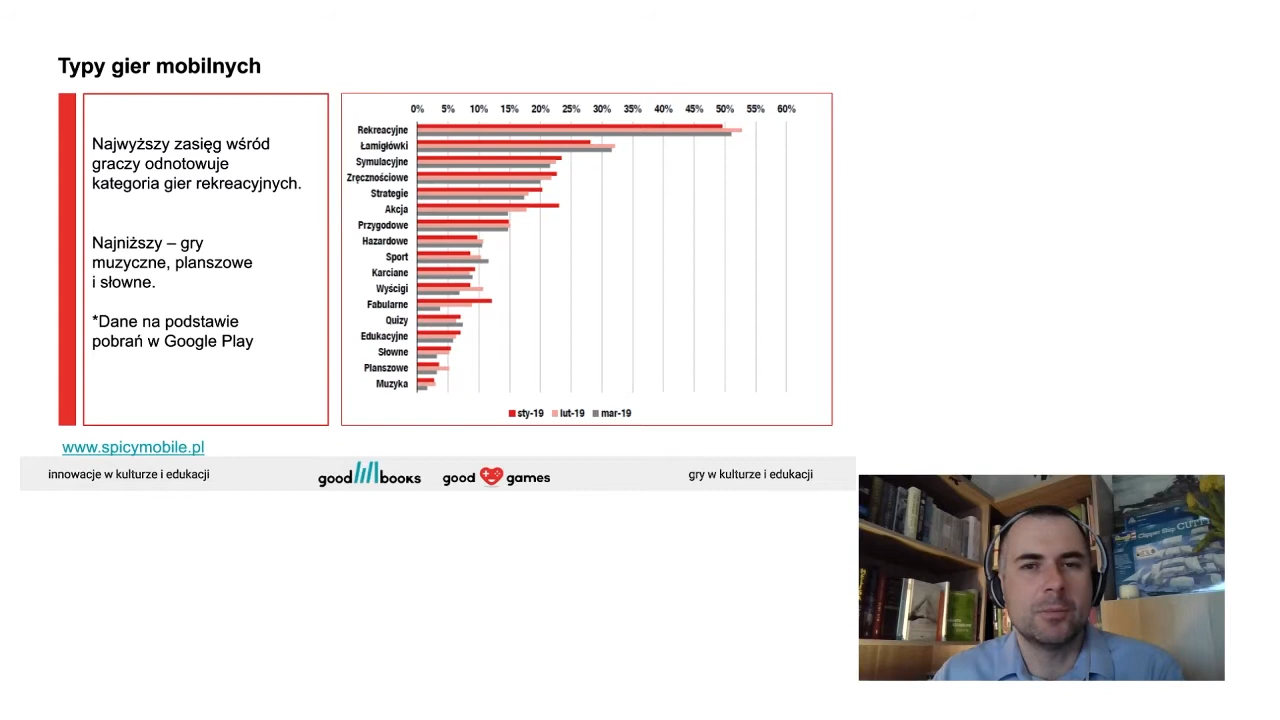 Typy gier mobilnych
Najwyższy zasięg wśród
graczy odnotowuje
kategoria gier rekreacyjnych.
Najniższy – gry
muzyczne, planszowe
i słowne.
*Dane na podstawie
pobrań w Google Play
0% 5% 10% 15% 20% 25% 30% 35% 40% 45% 50% 55% 60%
Rekreacyjne
Łamigłówki
Symulacyjne
Zręcznościowe
Strategie
Akcja
Przygodowe
Hazardowe
Sport
Karciane
Wyścigi
Fabularne
Quizy
Edukacyjne
Słowne
Planszowe
Muzyka
sty-19 lut-19 mar-19
www.spicymobile.pl
innowacje w kulturze i edukacji
good books
good games
gry w kulturze i edukacji
Clipper Ship